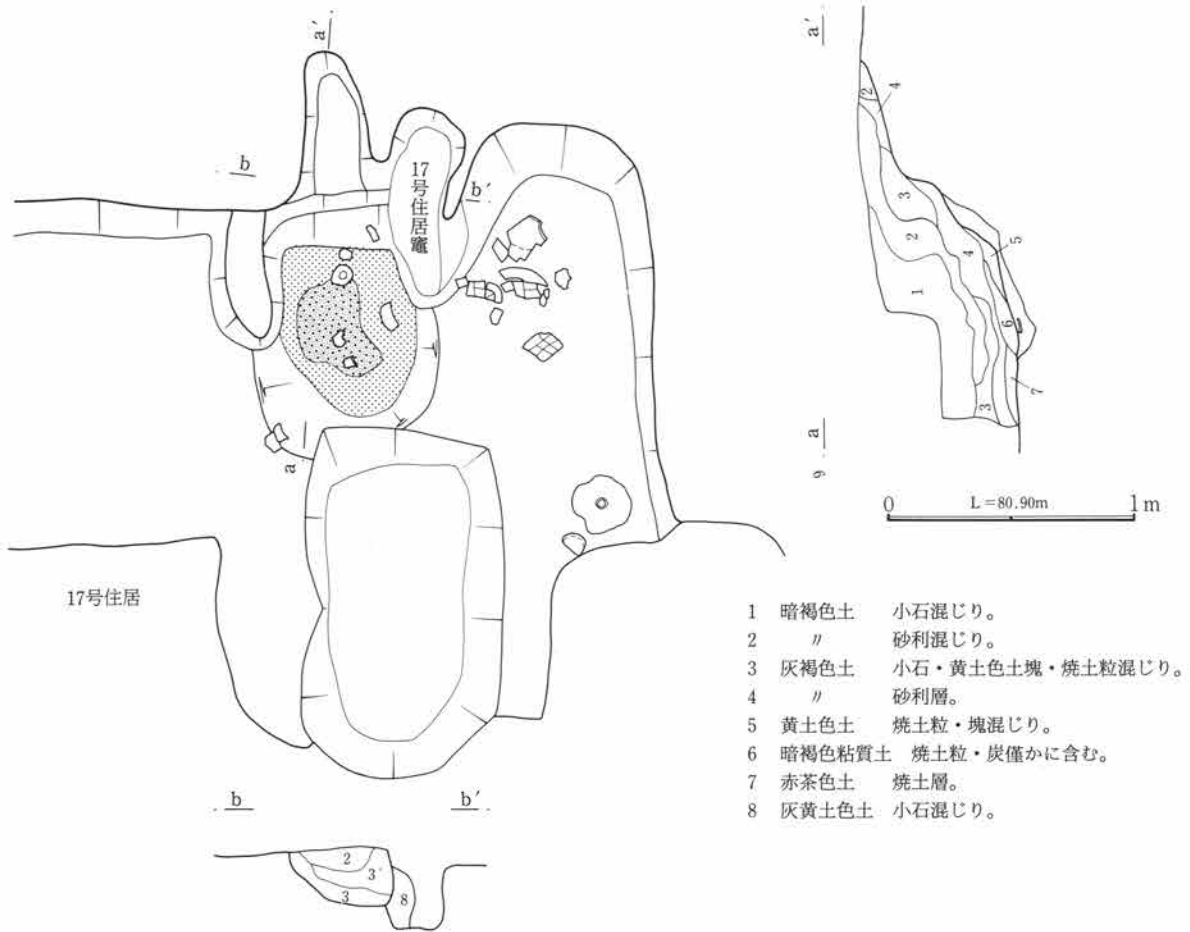 a′
b
b′
17号住居竈
a
17号住居
b
b′
2
3′
3
8
a′
2
4
3
2
4
5
1
6
7
3
a
9
0
L=80.90m
1m
1 暗褐色土 小石混じり。
2 〃 砂利混じり。
3 灰褐色土 小石・黄土色土塊・焼土粒混じり。
4 〃 砂利層。
5 黄土色土 焼土粒・塊混じり。
6 暗褐色粘質土 焼土粒・炭僅かに含む。
7 赤茶色土 焼土層。
8 灰黄土色土 小石混じり。